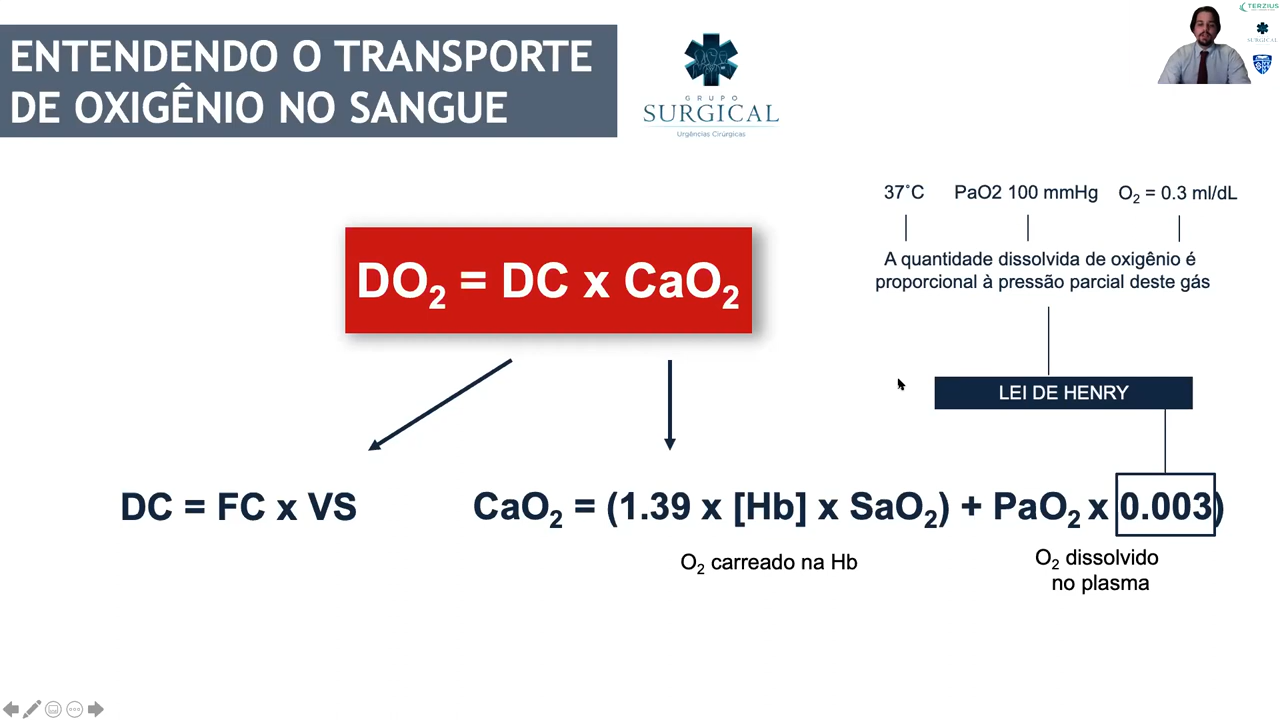 ENTENDENDO O TRANSPORTE
DE OXIGÊNIO NO SANGUE
GRUPO
SURGICAL
Urgências Cirúrgicas
TERZIUS
SURGICAL
37°C
PaO2 100 mmHg
O₂ = 0.3 ml/dL
A quantidade dissolvida de oxigênio é
proporcional à pressão parcial deste gás
DO₂ = DC x CaO₂
LEI DE HENRY
DC = FC x VS
CaO₂ = (1.39 x [Hb] x SaO₂) + PaO₂ x 0.003)
O₂ carreado na Hb
O₂ dissolvido
no plasma